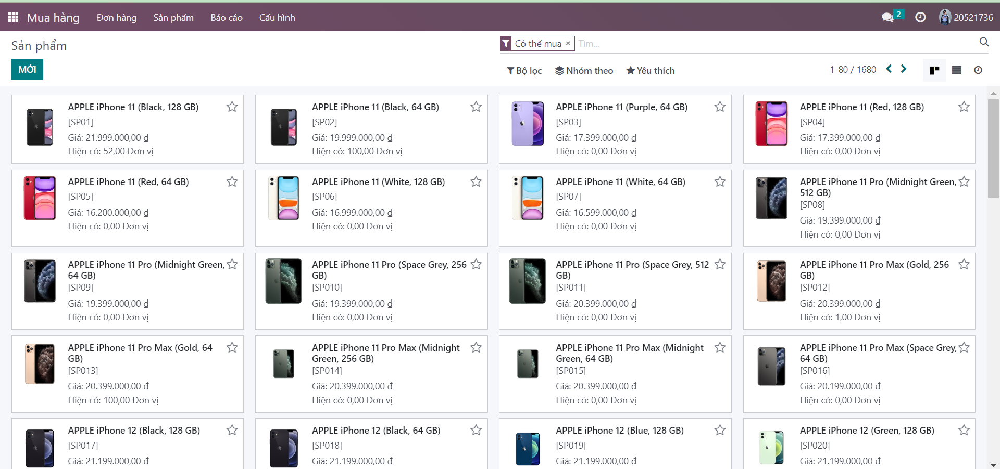 Mua hàng Đơn hàng Sản phẩm Báo cáo Cấu hình 2 20521736
Sản phẩm Có thể mua × Tìm...
MỚI Bộ lọc Nhóm theo Yêu thích 1-80 / 1680
APPLE iPhone 11 (Black, 128 GB)
[SP01]
Giá: 21.999.000,00 ₫
Hiện có: 52,00 Đơn vị
APPLE iPhone 11 (Black, 64 GB)
[SP02]
Giá: 19.999.000,00 ₫
Hiện có: 100,00 Đơn vị
APPLE iPhone 11 (Purple, 64 GB)
[SP03]
Giá: 17.399.000,00 ₫
Hiện có: 0,00 Đơn vị
APPLE iPhone 11 (Red, 128 GB)
[SP04]
Giá: 17.399.000,00 ₫
Hiện có: 0,00 Đơn vị
APPLE iPhone 11 (Red, 64 GB)
[SP05]
Giá: 16.200.000,00 ₫
Hiện có: 0,00 Đơn vị
APPLE iPhone 11 (White, 128 GB)
[SP06]
Giá: 16.999.000,00 ₫
Hiện có: 0,00 Đơn vị
APPLE iPhone 11 (White, 64 GB)
[SP07]
Giá: 16.599.000,00 ₫
Hiện có: 0,00 Đơn vị
APPLE iPhone 11 Pro (Midnight Green,
512 GB)
[SP08]
Giá: 19.399.000,00 ₫
Hiện có: 0,00 Đơn vị
APPLE iPhone 11 Pro (Midnight Green,
64 GB)
[SP09]
Giá: 19.399.000,00 ₫
Hiện có: 0,00 Đơn vị
APPLE iPhone 11 Pro (Space Grey, 256
GB)
[SP010]
Giá: 19.399.000,00 ₫
Hiện có: 0,00 Đơn vị
APPLE iPhone 11 Pro (Space Grey, 512
GB)
[SP011]
Giá: 20.399.000,00 ₫
Hiện có: 0,00 Đơn vị
APPLE iPhone 11 Pro Max (Gold, 256
GB)
[SP012]
Giá: 20.399.000,00 ₫
Hiện có: 1,00 Đơn vị
APPLE iPhone 11 Pro Max (Gold, 64
GB)
[SP013]
Giá: 20.399.000,00 ₫
Hiện có: 100,00 Đơn vị
APPLE iPhone 11 Pro Max (Midnight
Green, 256 GB)
[SP014]
Giá: 20.399.000,00 ₫
Hiện có: 0,00 Đơn vị
APPLE iPhone 11 Pro Max (Midnight
Green, 64 GB)
[SP015]
Giá: 20.399.000,00 ₫
Hiện có: 0,00 Đơn vị
APPLE iPhone 11 Pro Max (Space Grey,
64 GB)
[SP016]
Giá: 20.199.000,00 ₫
Hiện có: 0,00 Đơn vị
APPLE iPhone 12 (Black, 128 GB)
[SP017]
Giá: 21.199.000,00 ₫
APPLE iPhone 12 (Black, 64 GB)
[SP018]
Giá: 21.199.000,00 ₫
APPLE iPhone 12 (Blue, 128 GB)
[SP019]
Giá: 21.199.000,00 ₫
APPLE iPhone 12 (Green, 128 GB)
[SP020]
Giá: 21.199.000,00 ₫